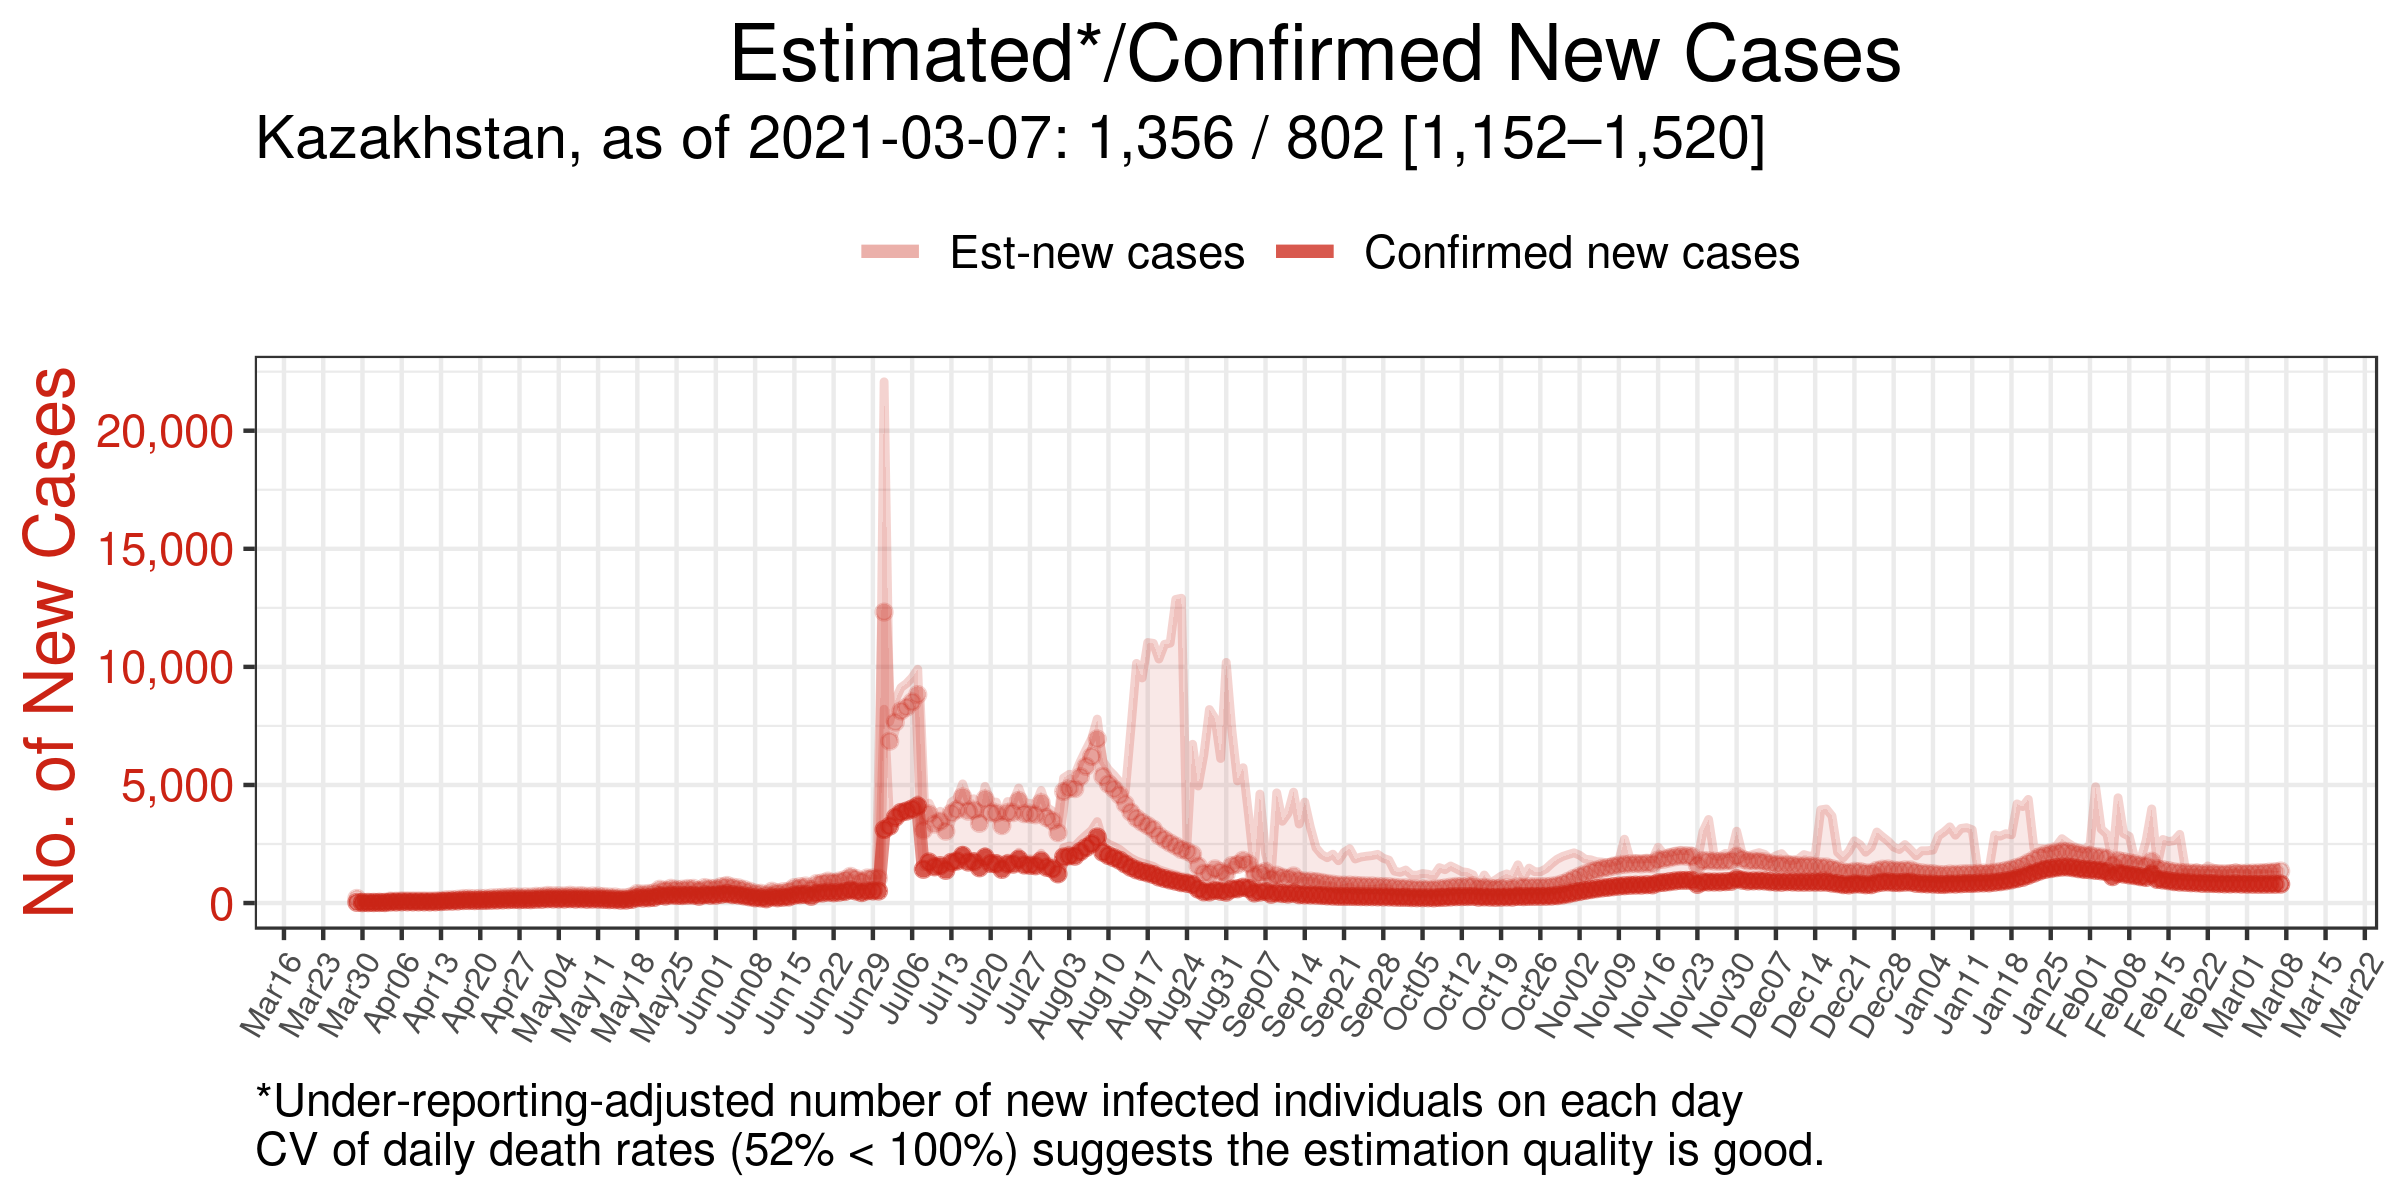 Estimated*/Confirmed New Cases
Kazakhstan, as of 2021-03-07: 1,356 / 802 [1,152–1,520]
Est-new cases
Confirmed new cases
No. of New Cases
20,000
15,000
10,000
5,000
0
Mar16
Mar23
Mar30
Apr06
Apr13
Apr20
Apr27
May04
May11
May18
May25
Jun01
Jun08
Jun15
Jun22
Jun29
Jul06
Jul13
Jul20
Jul27
Aug03
Aug10
Aug17
Aug24
Aug31
Sep07
Sep14
Sep21
Sep28
Oct05
Oct12
Oct19
Oct26
Nov02
Nov09
Nov16
Nov23
Nov30
Dec07
Dec14
Dec21
Dec28
Jan04
Jan11
Jan18
Jan25
Feb01
Feb08
Feb15
Feb22
Mar01
Mar08
Mar15
Mar22
*Under-reporting-adjusted number of new infected individuals on each day
CV of daily death rates (52% < 100%) suggests the estimation quality is good.